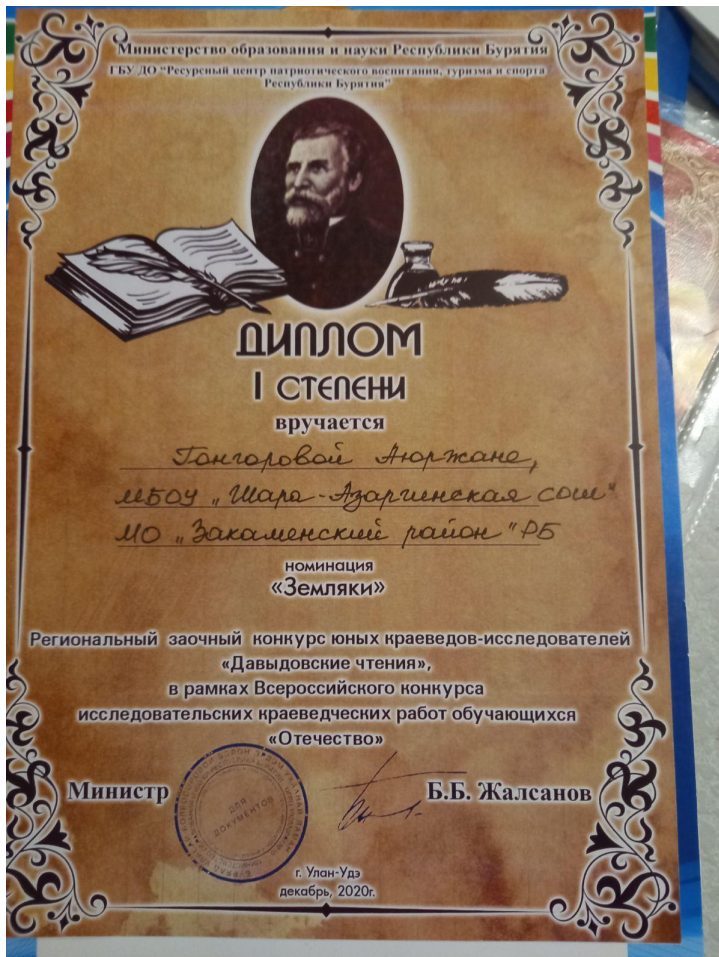 Министерство образования и науки Республики Бурятия
ГБУ ДО "Ресурсный центр патриотического воспитания, туризма и спорта
Республики Бурятия"
ДИПЛОМ
I СТЕПЕНИ
вручается
Гонгоровой Аюржане,
МБОУ „Шара-Азаргинская сош"
МО „Закаменский район" РБ
номинация
«Земляки»
Региональный заочный конкурс юных краеведов-исследователей
«Давыдовские чтения»,
в рамках Всероссийского конкурса
исследовательских краеведческих работ обучающихся
«Отечество»
Министр Б.Б. Жалсанов
ДЛЯ
ДОКУМЕНТОВ
г. Улан-Удэ
декабрь, 2020г.